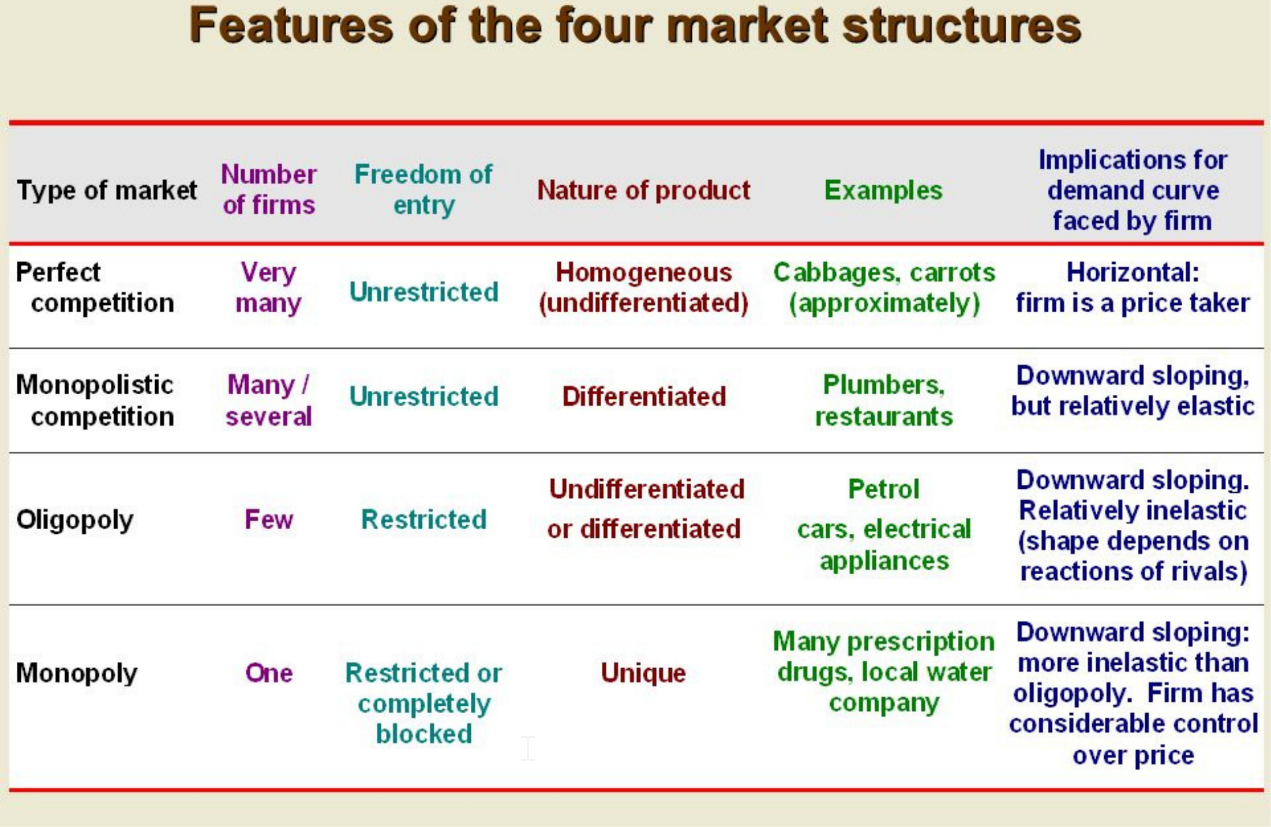 Features of the four market structures
Type of market
Number
of firms
Freedom of
entry
Nature of product
Examples
Implications for
demand curve
faced by firm
Perfect
competition
Very
many
Unrestricted
Homogeneous
(undifferentiated)
Cabbages, carrots
(approximately)
Horizontal:
firm is a price taker
Monopolistic
competition
Many /
several
Unrestricted
Differentiated
Plumbers,
restaurants
Downward sloping,
but relatively elastic
Oligopoly
Few
Restricted
Undifferentiated
or differentiated
Petrol
cars, electrical
appliances
Downward sloping.
Relatively inelastic
(shape depends on
reactions of rivals)
Monopoly
One
Restricted or
completely
blocked
Unique
Many prescription
drugs, local water
company
Downward sloping:
more inelastic than
oligopoly. Firm has
considerable control
over price